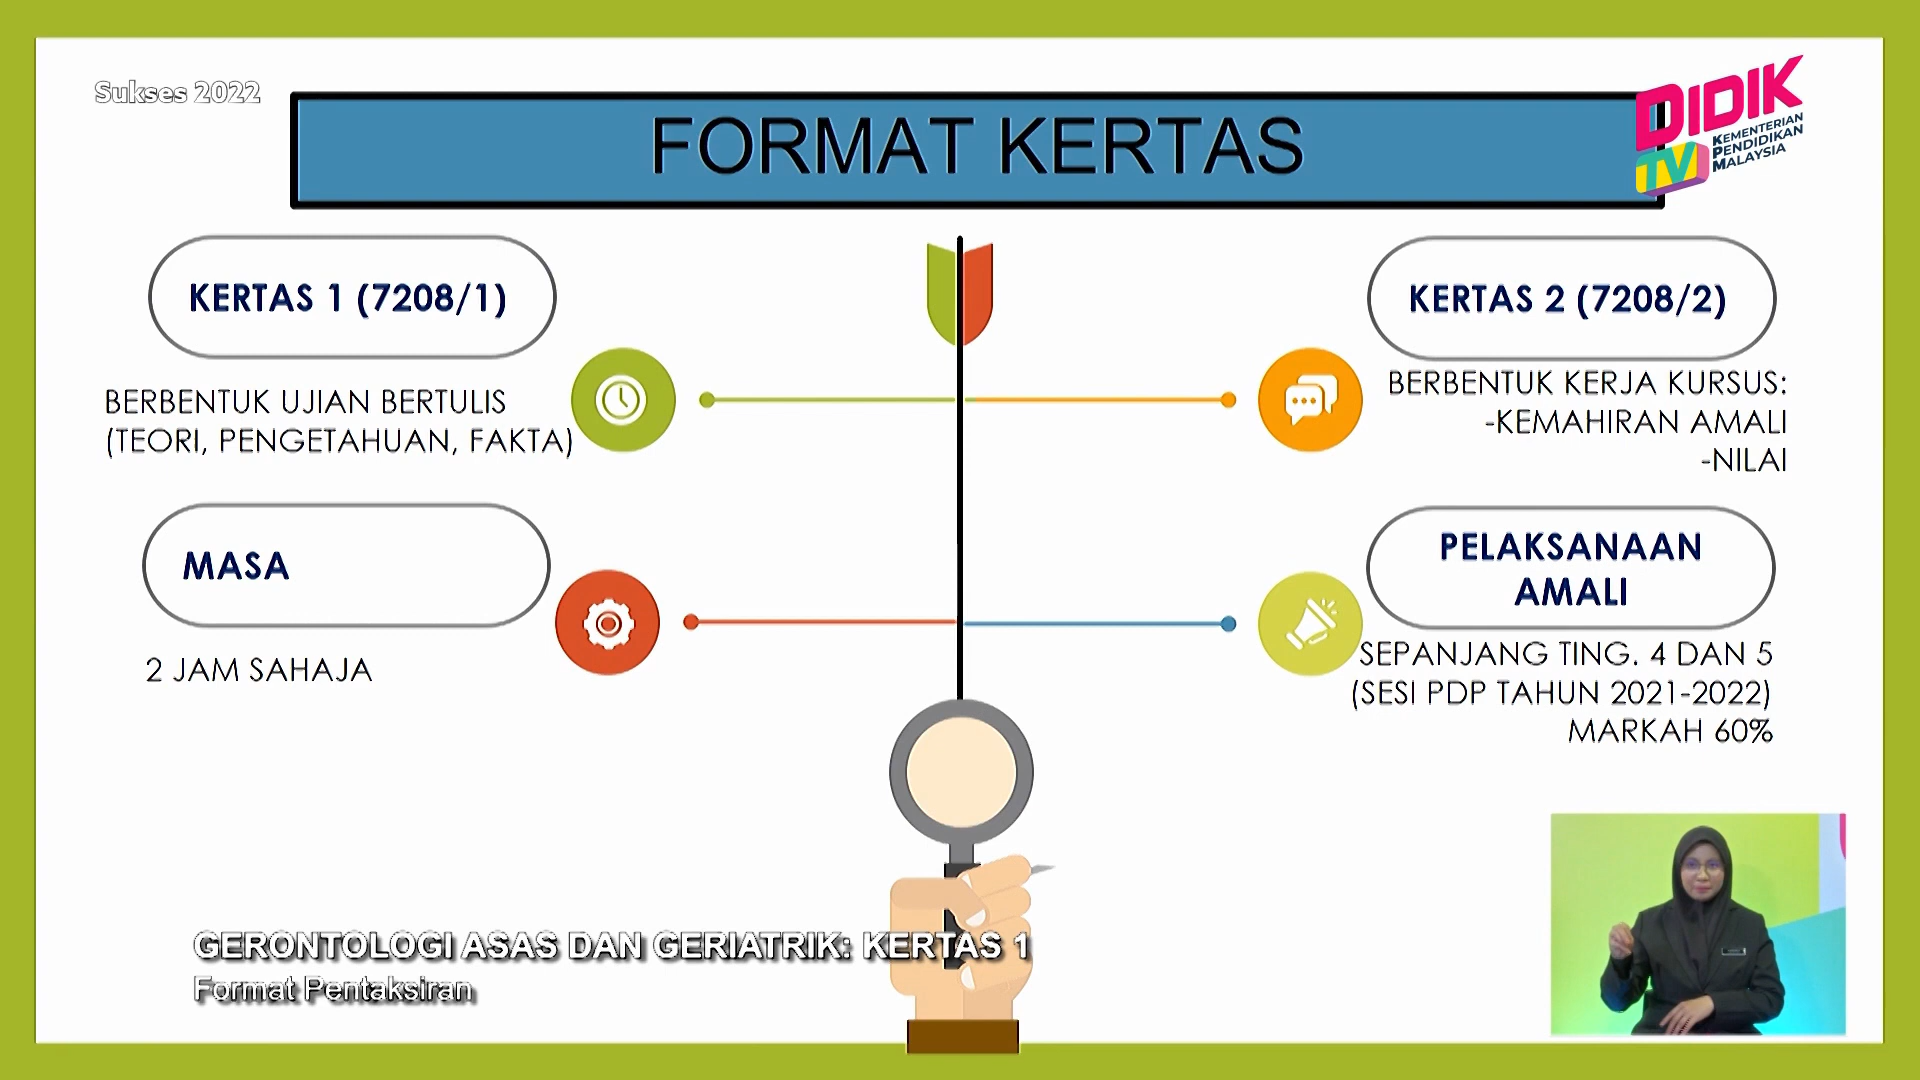 Sukses 2022
FORMAT KERTAS
DIDIK
TV
KEMENTERIAN
PENDIDIKAN
MALAYSIA
KERTAS 1 (7208/1)
BERBENTUK UJIAN BERTULIS
(TEORI, PENGETAHUAN, FAKTA)
MASA
2 JAM SAHAJA
KERTAS 2 (7208/2)
BERBENTUK KERJA KURSUS:
-KEMAHIRAN AMALI
-NILAI
PELAKSANAAN
AMALI
SEPANJANG TING. 4 DAN 5
(SESI PDP TAHUN 2021-2022)
MARKAH 60%
GERONTOLOGI ASAS DAN GERIATRIK: KERTAS 1
Format Pentaksiran